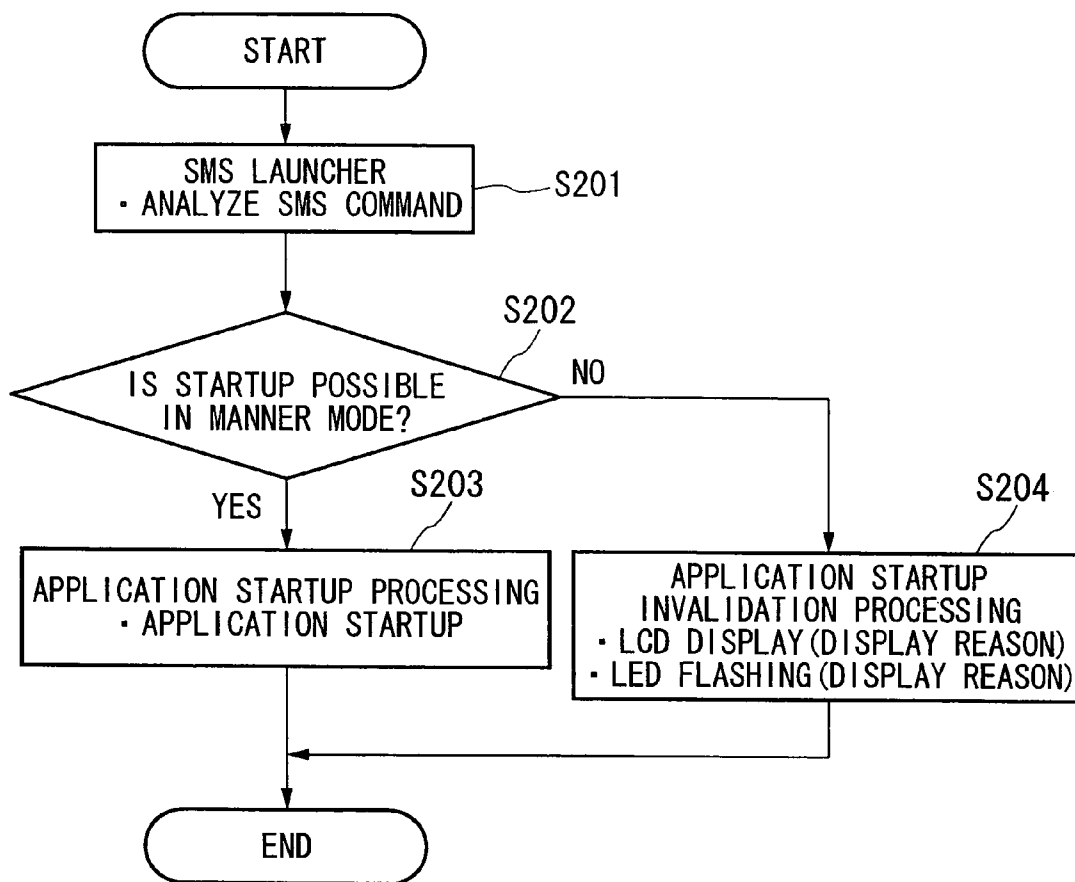 START
SMS LAUNCHER
・ANALYZE SMS COMMAND
S201
S202
IS STARTUP POSSIBLE
IN MANNER MODE?
NO
YES
S203
APPLICATION STARTUP PROCESSING
・APPLICATION STARTUP
S204
APPLICATION STARTUP
INVALIDATION PROCESSING
・LCD DISPLAY(DISPLAY REASON)
・LED FLASHING(DISPLAY REASON)
END